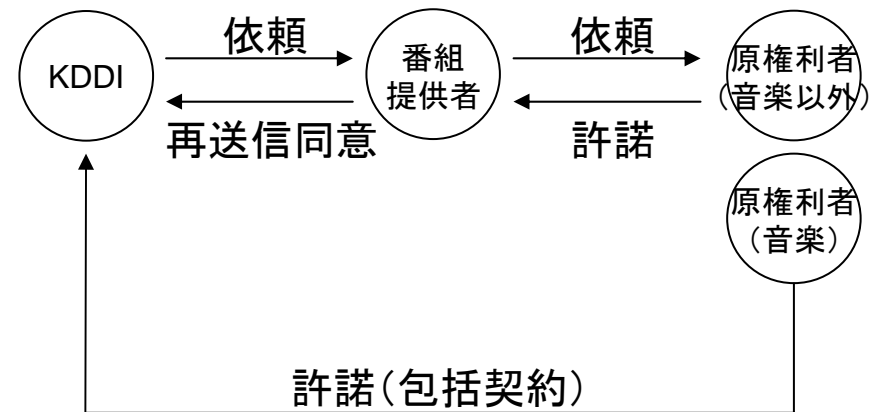 依頼
依頼
KDDI
番組
提供者
原権利者
（音楽以外）
再送信同意
許諾
原権利者
（音楽）
許諾（包括契約）